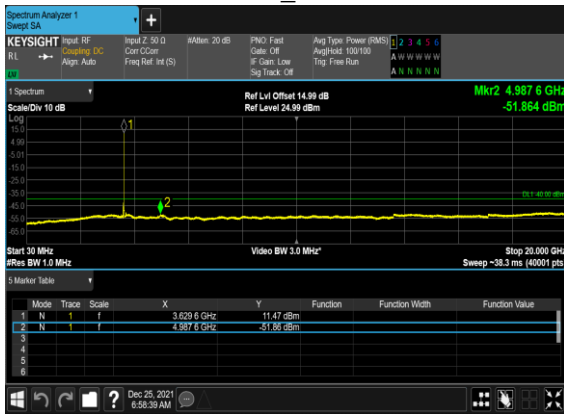 Spectrum Analyzer 1
Swept SA
KEYSIGHT Input: RF Input Z: 50 Ω #Atten: 20 dB PNO: Fast Avg Type: Power (RMS) 1 2 3 4 5 6
RL Coupling: DC Corr CCorr Gate: Off Avg|Hold: 100/100 A W W W W W
Align: Auto Freq Ref: Int (S) IF Gain: Low Trig: Free Run
LXI Sig Track: Off A N N N N N
1 Spectrum Ref Lvl Offset 14.99 dB Mkr2 4.987 6 GHz
Scale/Div 10 dB Ref Level 24.99 dBm -51.864 dBm
Log
15.0 1
4.99
-5.01
-15.0
-25.0
-35.0 DL1 -40.00 dBm
-45.0 2
-55.0
-65.0
Start 30 MHz Video BW 3.0 MHz* Stop 20.000 GHz
#Res BW 1.0 MHz Sweep ~38.3 ms (40001 pts)
5 Marker Table
Mode Trace Scale X Y Function Function Width Function Value
1 N 1 f 3.629 6 GHz 11.47 dBm
2 N 1 f 4.987 6 GHz -51.86 dBm
3
4
5
6
? Dec 25, 2021
6:58:39 AM